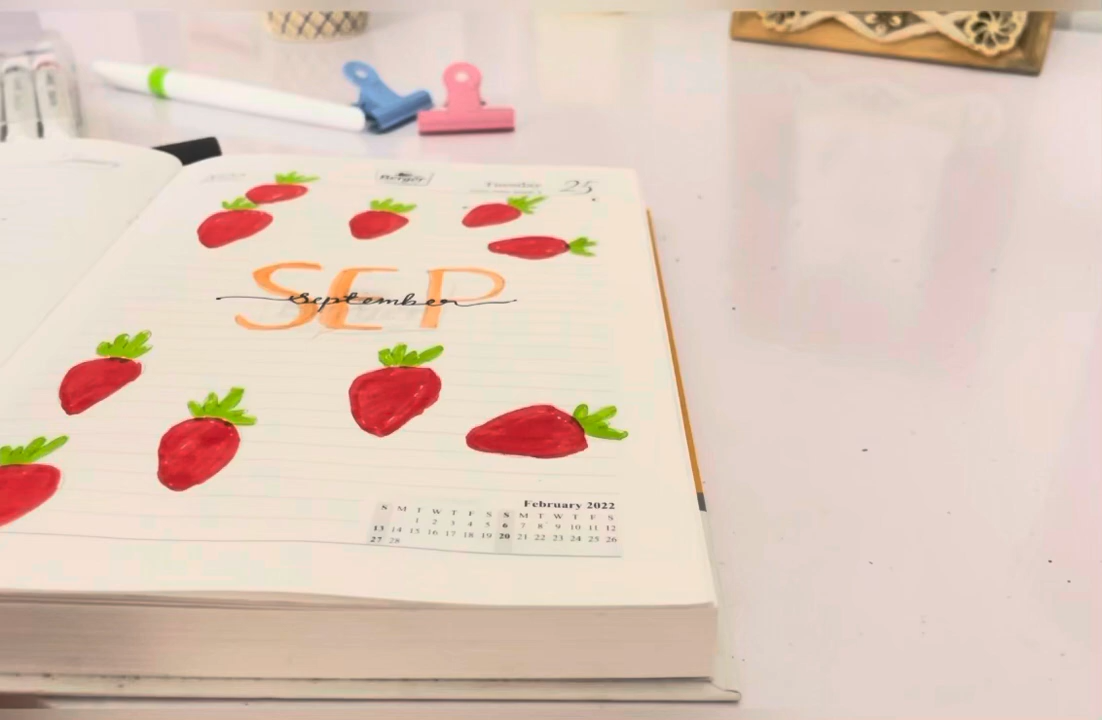 Berger
Tuesday 25
SEP
september
February 2022
S M T W T F S S M T W T F S
1 2 3 4 5 6 7 8 9 10 11 12
13 14 15 16 17 18 19 20 21 22 23 24 25 26
27 28